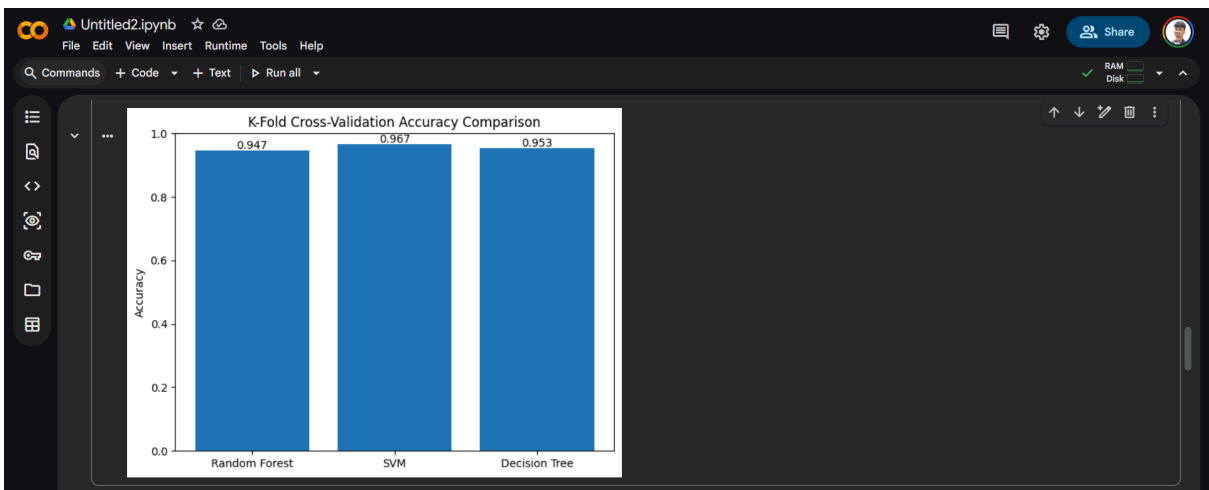 Untitled2.ipynb
Share
File Edit View Insert Runtime Tools Help
Commands + Code + Text Run all
RAM
Disk
K-Fold Cross-Validation Accuracy Comparison
1.0
0.947 0.967 0.953
0.8
0.6
Accuracy
0.4
0.2
0.0
Random Forest SVM Decision Tree